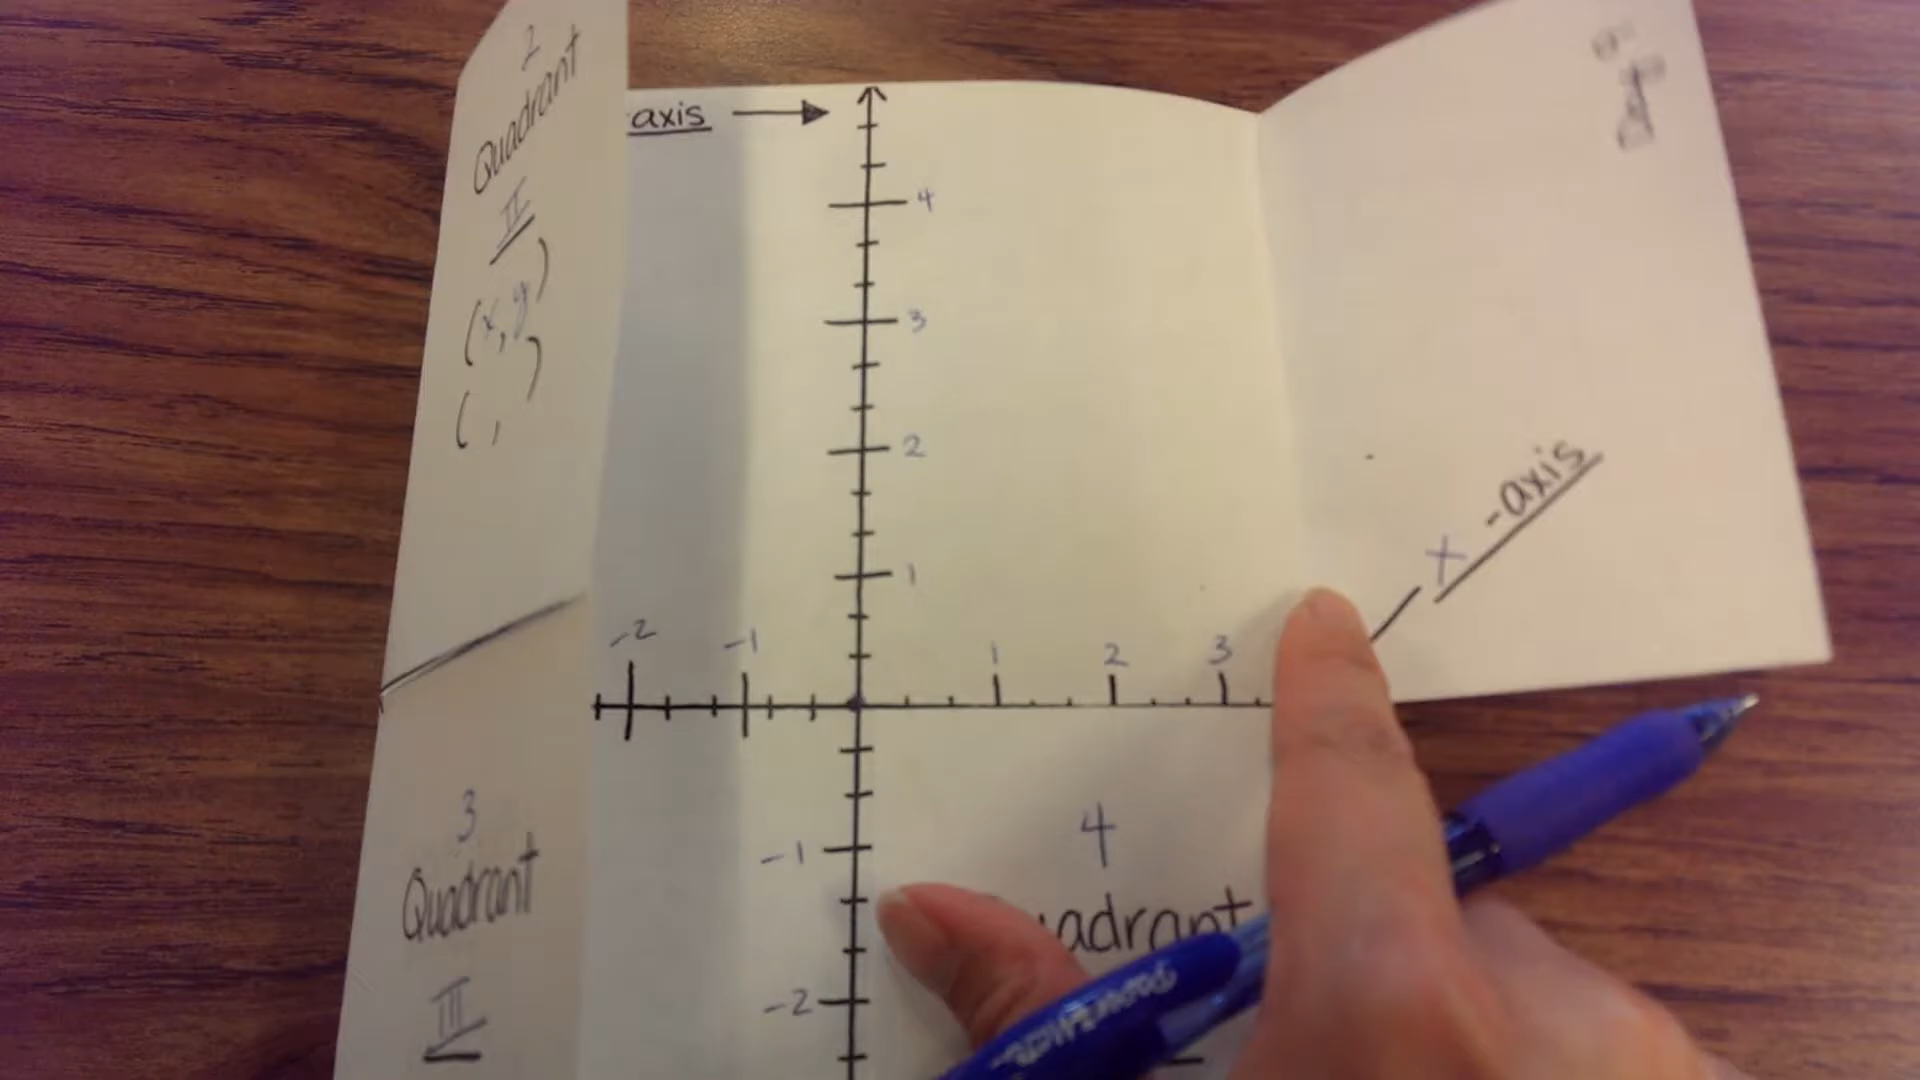 2
Quadrant
II
(x, y)
( , )
axis
4
3
2
1
-2 -1 1 2 3
x -axis
3
Quadrant
III
-1
-2
4
uadrant